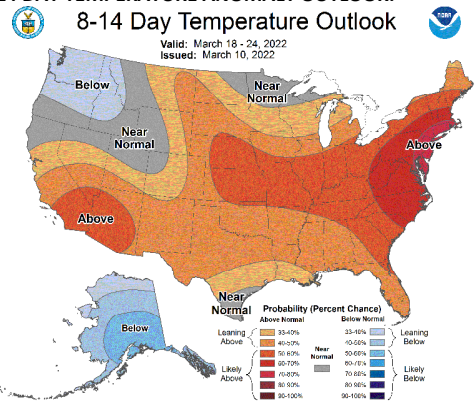 8-14 Day Temperature Outlook
Valid: March 18 - 24, 2022
Issued: March 10, 2022
NOAA
Below
Near
Normal
Near
Normal
Above
Above
Near
Normal
Below
Probability (Percent Chance)
Above Normal
Below Normal
Leaning
Above
33-40%
40-50%
50-60%
Likely
Above
60-70%
70-80%
80-90%
90-100%
Near
Normal
33-40%
40-50%
50-60%
Leaning
Below
60-70%
70-80%
80-90%
90-100%
Likely
Below